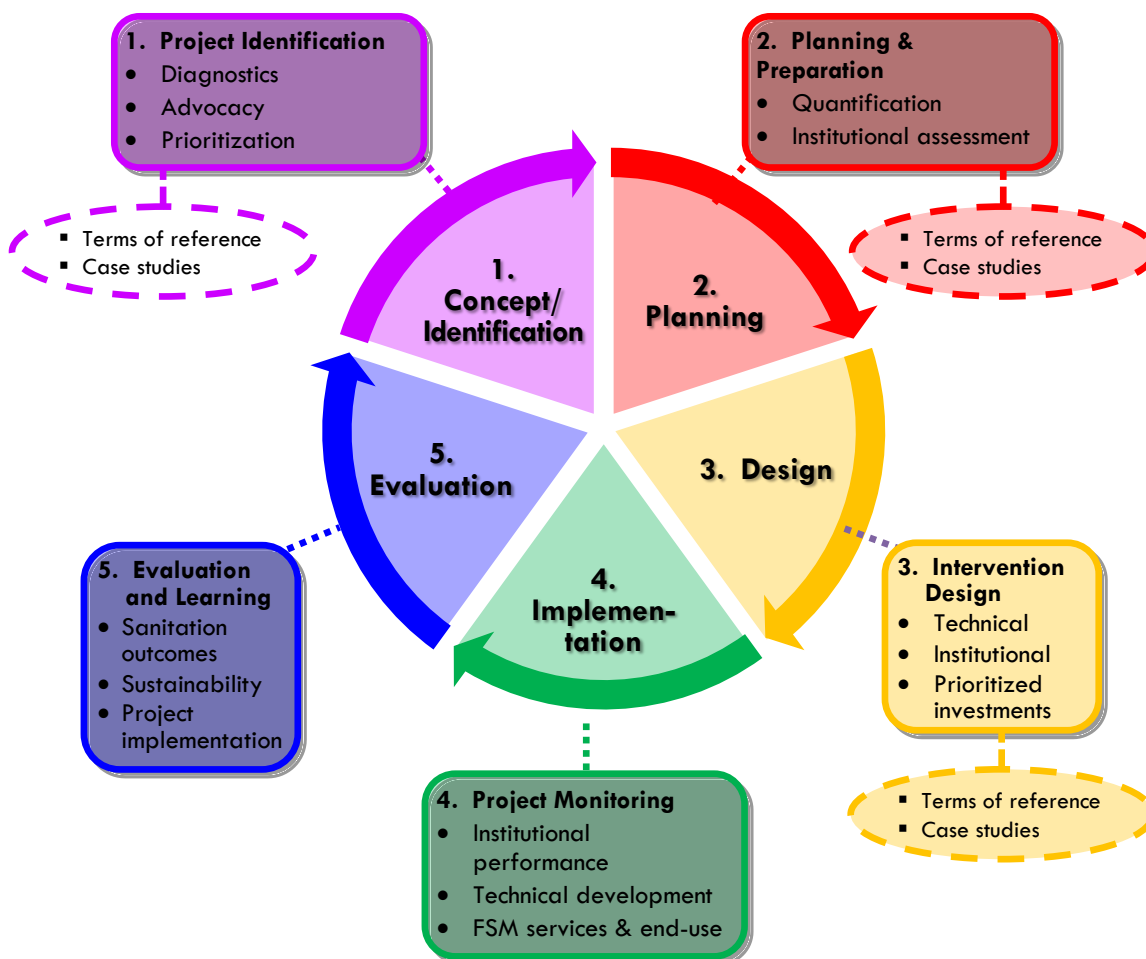 1. Project Identification
• Diagnostics
• Advocacy
• Prioritization
▪ Terms of reference
▪ Case studies
2. Planning &
Preparation
• Quantification
• Institutional assessment
▪ Terms of reference
▪ Case studies
1.
Concept/
Identification
2.
Planning
3. Design
4.
Implemen-
tation
5.
Evaluation
3. Intervention
Design
• Technical
• Institutional
• Prioritized
investments
▪ Terms of reference
▪ Case studies
4. Project Monitoring
• Institutional
performance
• Technical development
• FSM services & end-use
5. Evaluation
and Learning
• Sanitation
outcomes
• Sustainability
• Project
implementation